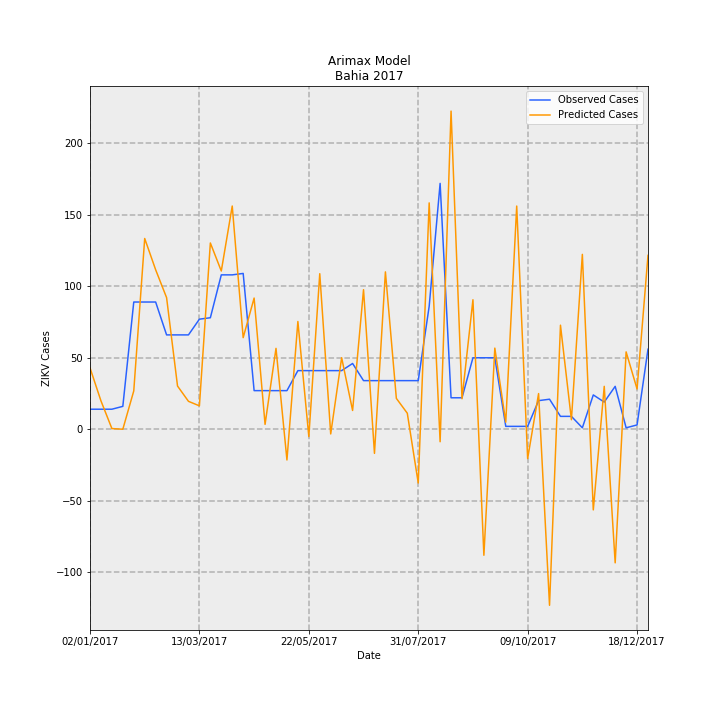 Arimax Model
Bahia 2017
Observed Cases
Predicted Cases
200
150
100
50
0
−50
−100
ZIKV Cases
02/01/2017
13/03/2017
22/05/2017
31/07/2017
09/10/2017
18/12/2017
Date